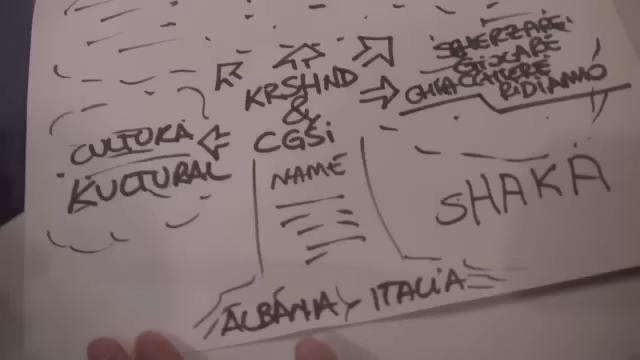 SCHERZARE
GIOCARE
CHIACCHIERE
RIDIAMO
KRSHND
&
CGSi
CULTURA
KULTURAL
NAME
SHAKA
ALBANIA y ITALIA